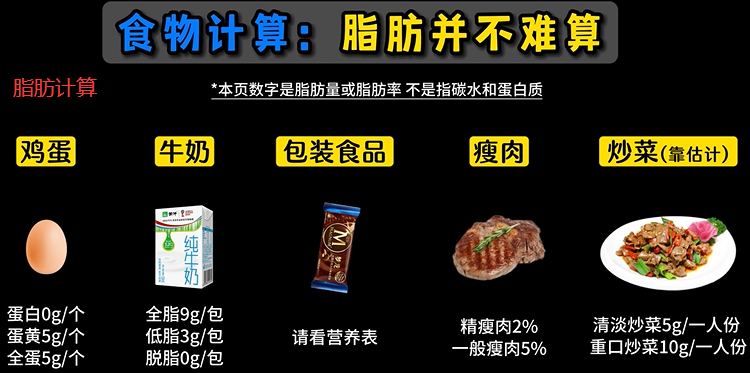 食物计算：脂肪并不难算
脂肪计算
*本页数字是脂肪量或脂肪率 不是指碳水和蛋白质
鸡蛋
牛奶
包装食品
瘦肉
炒菜(靠估计)
纯牛奶
M
蛋白0g/个
蛋黄5g/个
全蛋5g/个
全脂9g/包
低脂3g/包
脱脂0g/包
请看营养表
精瘦肉2%
一般瘦肉5%
清淡炒菜5g/一人份
重口炒菜10g/一人份